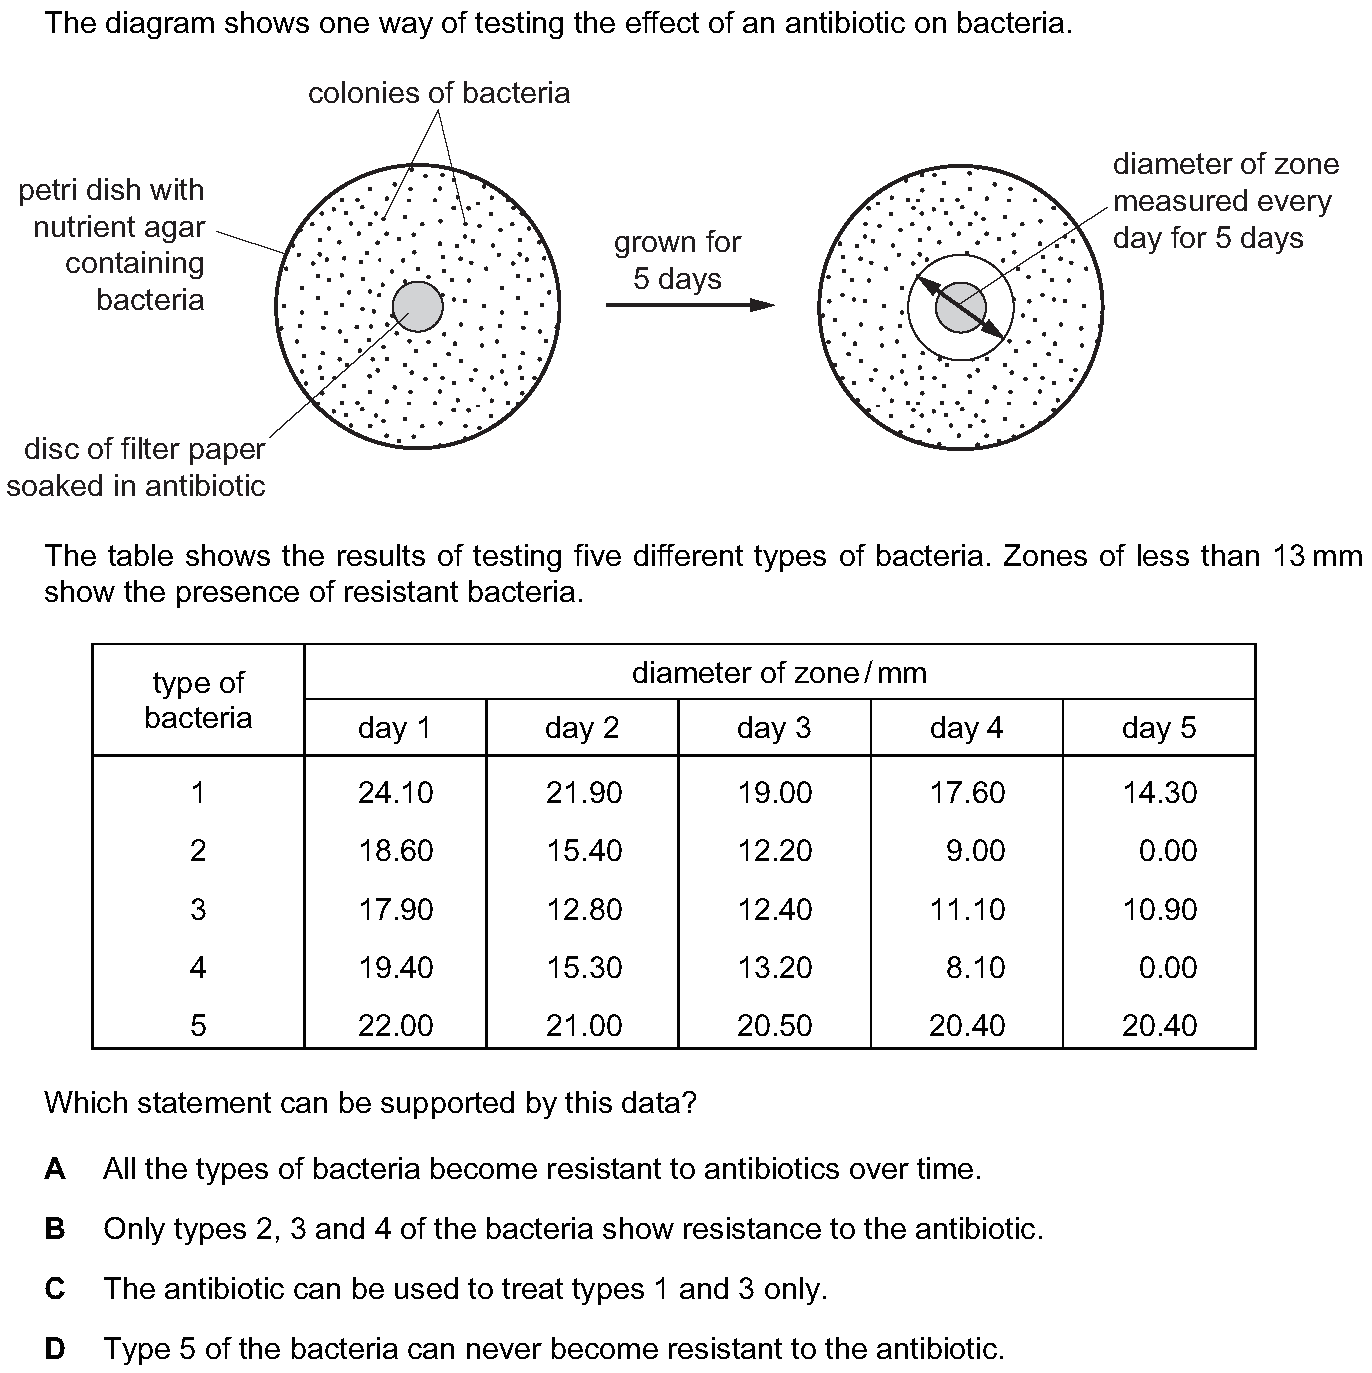 The diagram shows one way of testing the effect of an antibiotic on bacteria.
colonies of bacteria
petri dish with
nutrient agar
containing
bacteria
disc of filter paper
soaked in antibiotic
grown for
5 days
diameter of zone
measured every
day for 5 days
The table shows the results of testing five different types of bacteria. Zones of less than 13 mm
show the presence of resistant bacteria.
type of
bacteria
diameter of zone / mm
day 1 day 2 day 3 day 4 day 5
1 24.10 21.90 19.00 17.60 14.30
2 18.60 15.40 12.20 9.00 0.00
3 17.90 12.80 12.40 11.10 10.90
4 19.40 15.30 13.20 8.10 0.00
5 22.00 21.00 20.50 20.40 20.40
Which statement can be supported by this data?
A All the types of bacteria become resistant to antibiotics over time.
B Only types 2, 3 and 4 of the bacteria show resistance to the antibiotic.
C The antibiotic can be used to treat types 1 and 3 only.
D Type 5 of the bacteria can never become resistant to the antibiotic.